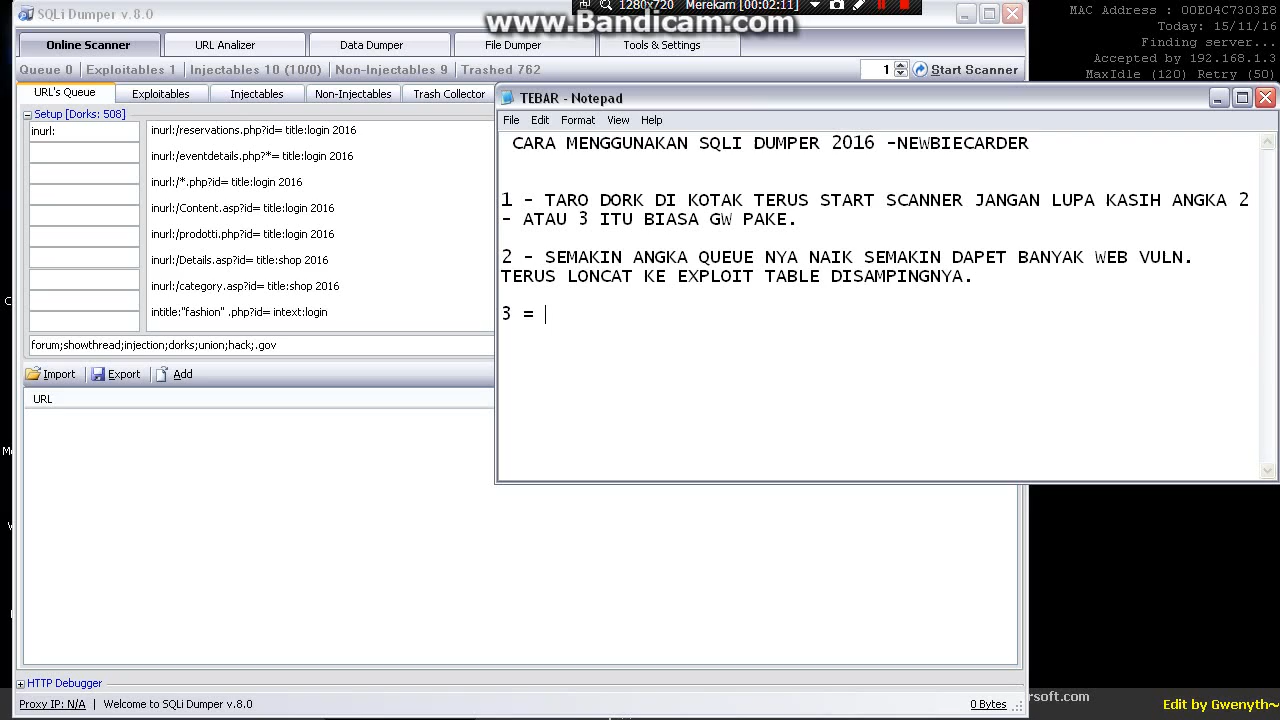 SQLi Dumper v.8.0
1280x720 Merekam (00:02:11)
www.Bandicam.com
MAC Address : 00E04C7303E8
Today: 15/11/16
Finding server...
Accepted by 192.168.1.3
MaxIdle (120) Retry (50)
Online Scanner URL Analizer Data Dumper File Dumper Tools & Settings
Queue 0 Exploitables 1 Injectables 10 (10/0) Non-Injectables 9 Trashed 762 1 Start Scanner
URL's Queue Exploitables Injectables Non-Injectables Trash Collector
Setup [Dorks: 508]
inurl:
inurl:/reservations.php?id= title:login 2016
inurl:/eventdetails.php?*= title:login 2016
inurl:/*.php?id= title:login 2016
inurl:/Content.asp?id= title:login 2016
inurl:/prodotti.asp?id= title:login 2016
inurl:/Details.asp?id= title:shop 2016
inurl:/category.asp?id= title:shop 2016
intitle:"fashion" .php?id= intext:login
forum;showthread;injection;dorks;union;hack;.gov
Import Export Add
URL
TEBAR - Notepad
File Edit Format View Help
CARA MENGGUNAKAN SQLI DUMPER 2016 -NEWBIECARDER
1 - TARO DORK DI KOTAK TERUS START SCANNER JANGAN LUPA KASIH ANGKA 2
- ATAU 3 ITU BIASA GW PAKE.
2 - SEMAKIN ANGKA QUEUE NYA NAIK SEMAKIN DAPET BANYAK WEB VULN.
TERUS LONCAT KE EXPLOIT TABLE DISAMPINGNYA.
3 =
HTTP Debugger
Proxy IP: N/A Welcome to SQLi Dumper v.8.0 0 Bytes
rsoft.com
Edit by Gwenyth~